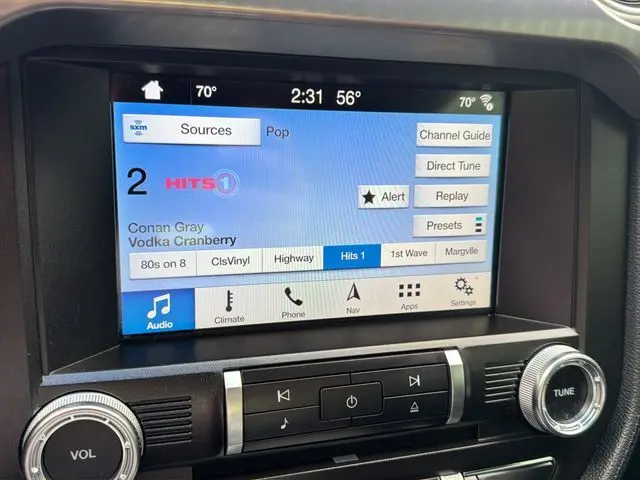 70° 2:31 56° 70°
sxm Sources Pop Channel Guide
Direct Tune
2 HITS 1
Alert Replay
Presets
Conan Gray
Vodka Cranberry
80s on 8 ClsVinyl Highway Hits 1 1st Wave Margvlle
Audio Climate Phone Nav Apps Settings
VOL TUNE